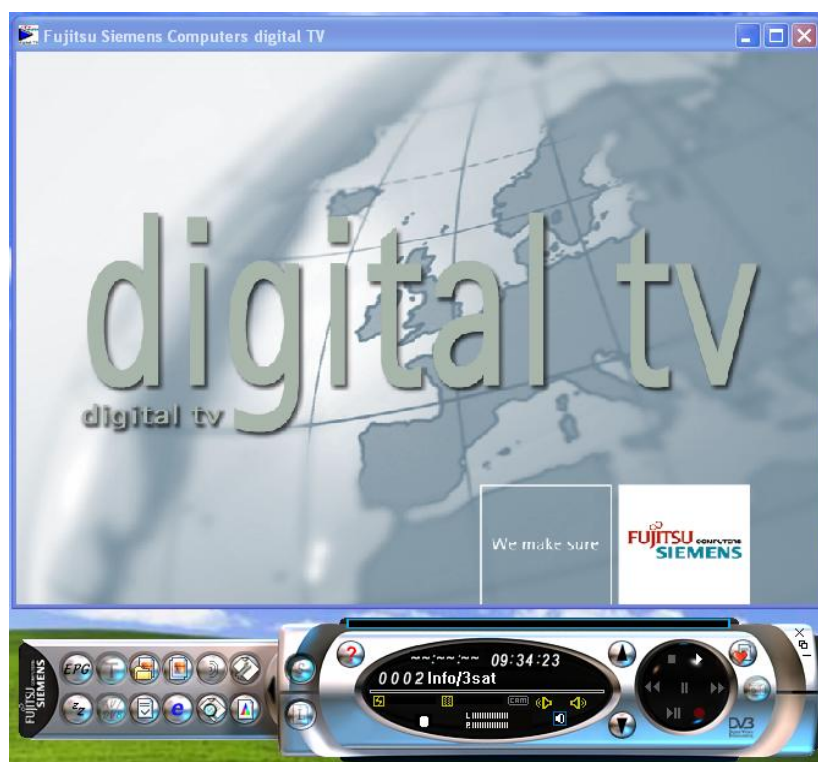 Fujitsu Siemens Computers digital TV
digital tv
digital tv
We make sure
FUJITSU COMPUTERS
SIEMENS
FUJITSU
SIEMENS
EPG
T
zZ
e
?
~~:~~:~~ 09:34:23
0002 Info/3sat
CAM
L
R
DVB